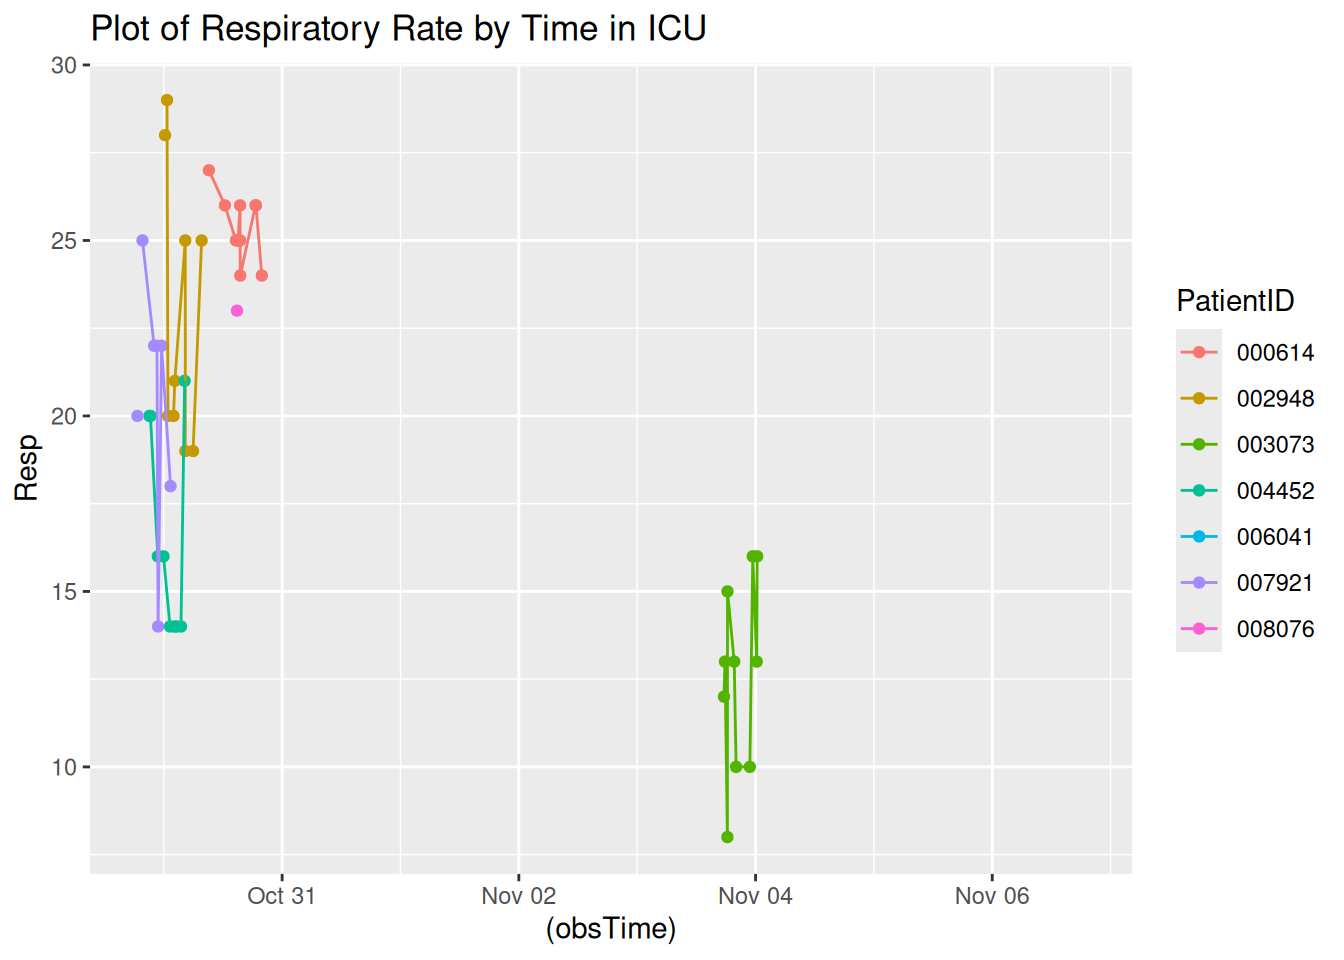 Plot of Respiratory Rate by Time in ICU
30
25
20
15
10
Resp
Oct 31 Nov 02 Nov 04 Nov 06
(obsTime)
PatientID
000614
002948
003073
004452
006041
007921
008076